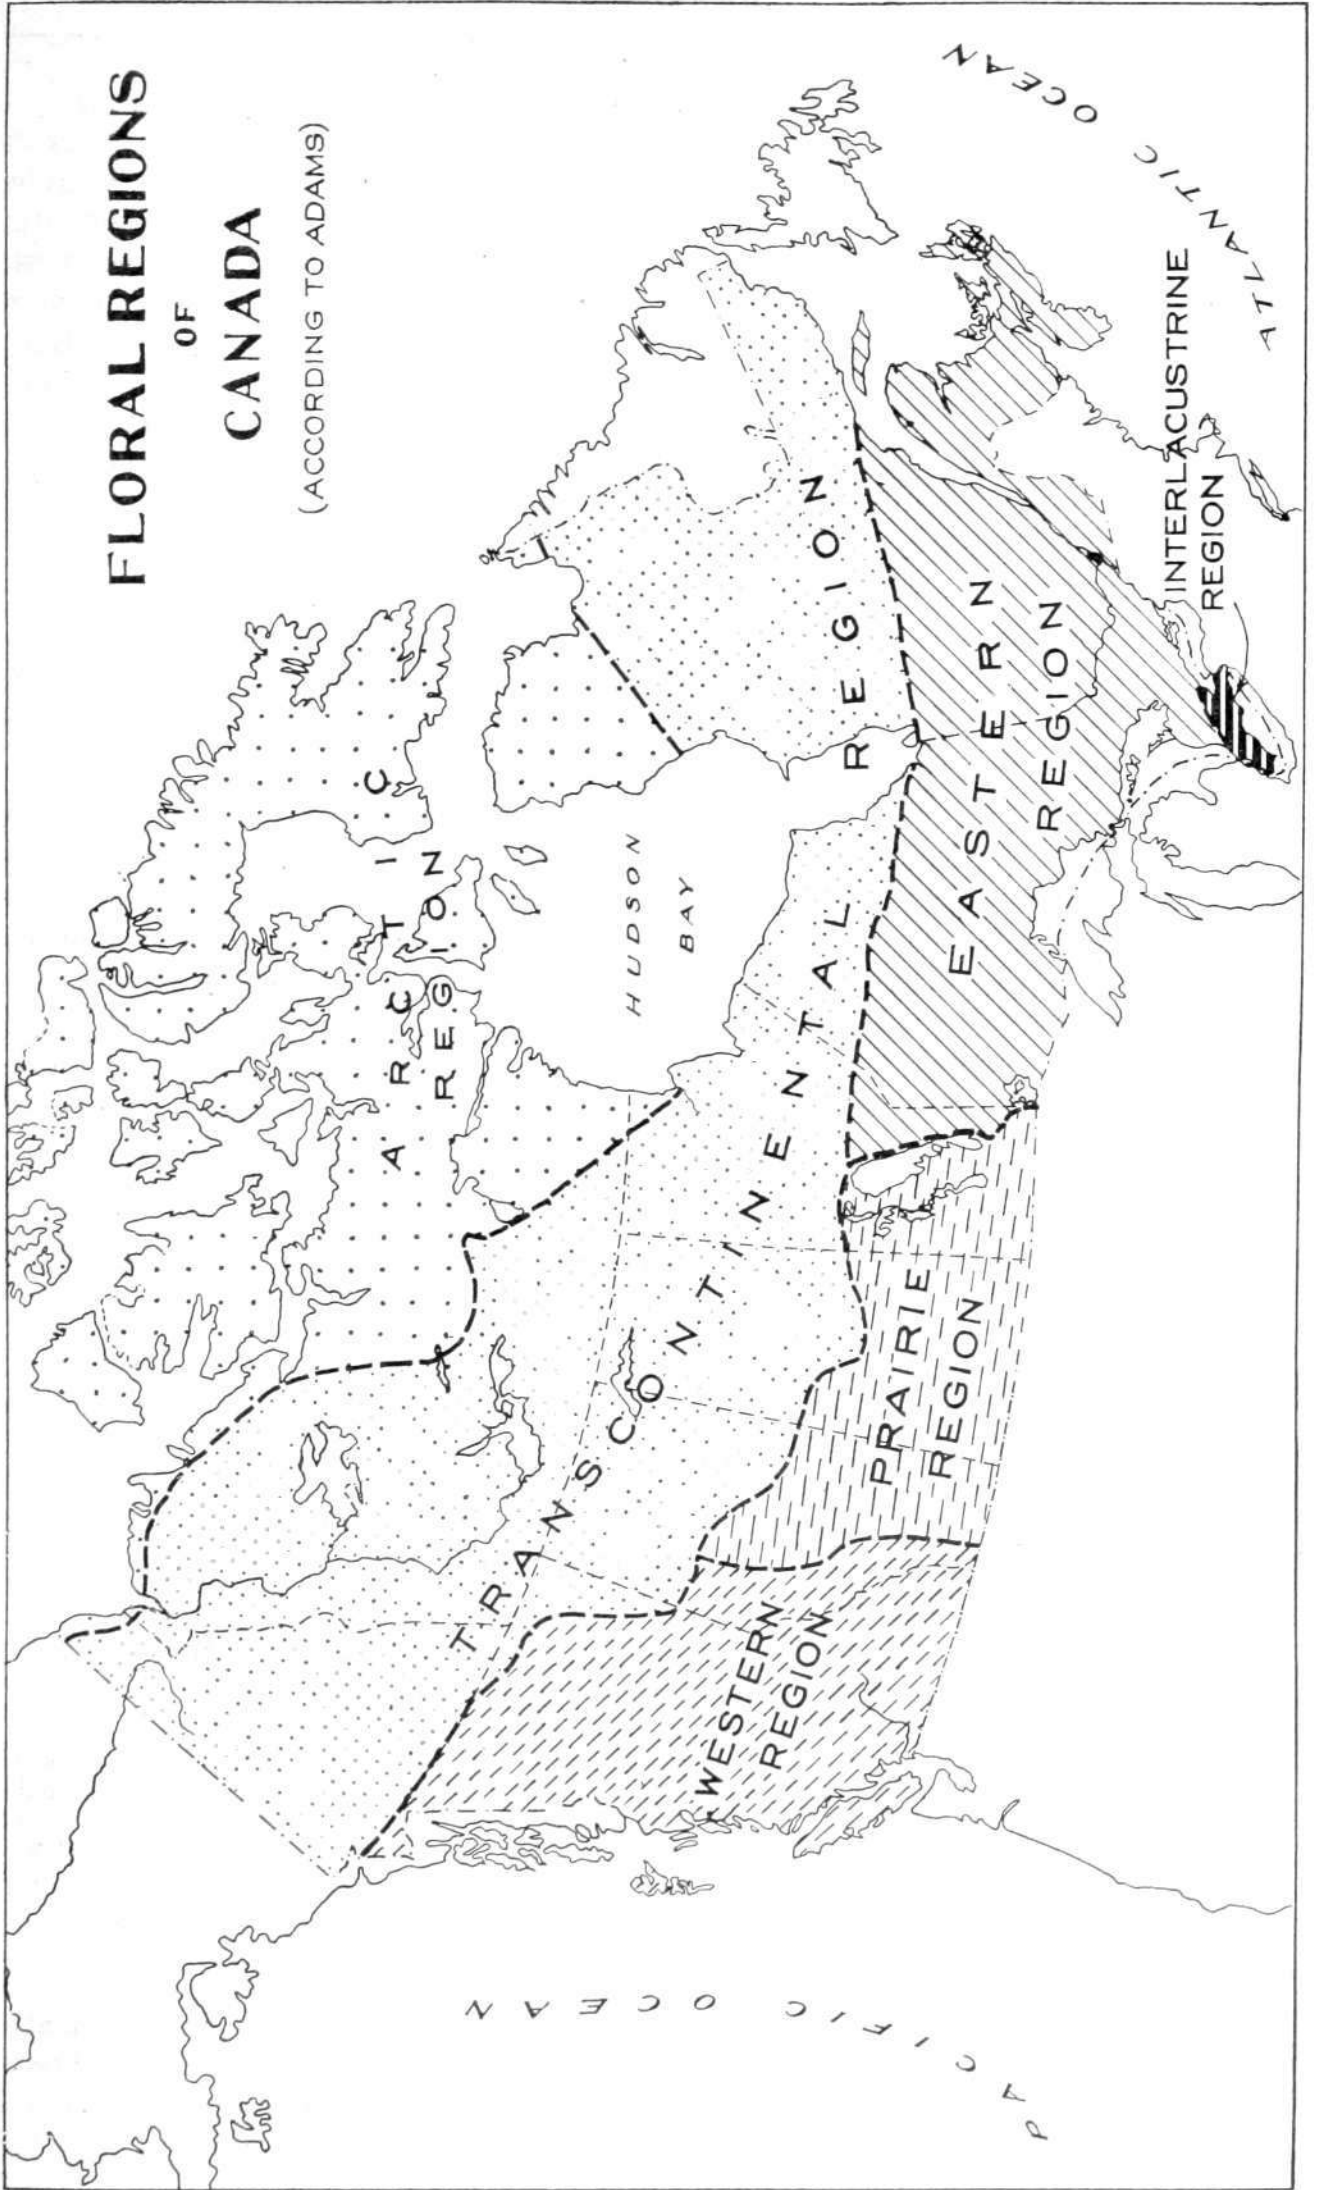 FLORAL REGIONS
OF
CANADA
(ACCORDING TO ADAMS)
ARCTIC
REGION
HUDSON
BAY
TRANSCONTINENTAL REGION
WESTERN
REGION
PRAIRIE
REGION
EASTERN
REGION
INTERLACUSTRINE
REGION
PACIFIC OCEAN
ATLANTIC OCEAN